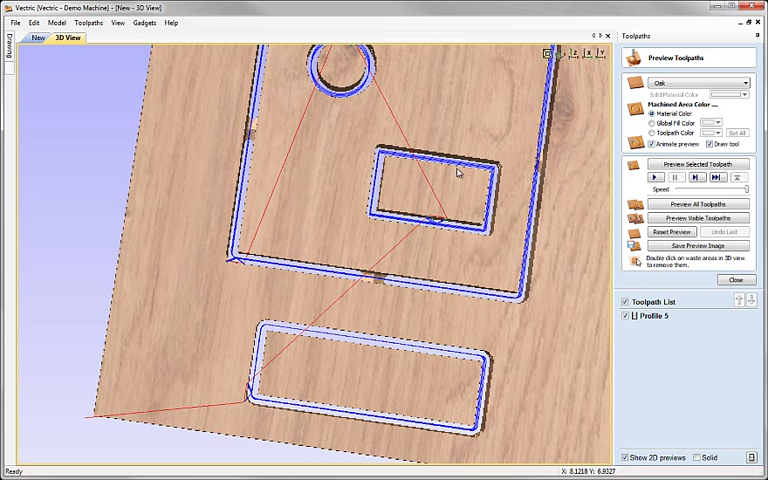 Vectric (Vectric - Demo Machine) - [New - 3D View]
File Edit Model Toolpaths View Gadgets Help
Drawing
New 3D View
Z X Y
Toolpaths
Preview Toolpaths
Oak
Solid Material Color
Machined Area Color ...
Material Color
Global Fill Color
Toolpath Color Set All
Animate preview Draw tool
Preview Selected Toolpath
Speed
Preview All Toolpaths
Preview Visible Toolpaths
Reset Preview Undo Last
Save Preview Image
Double click on waste areas in 3D view
to remove them.
Close
Toolpath List
Profile 5
Show 2D previews Solid
Ready
X: 8.1218 Y: 6.9327